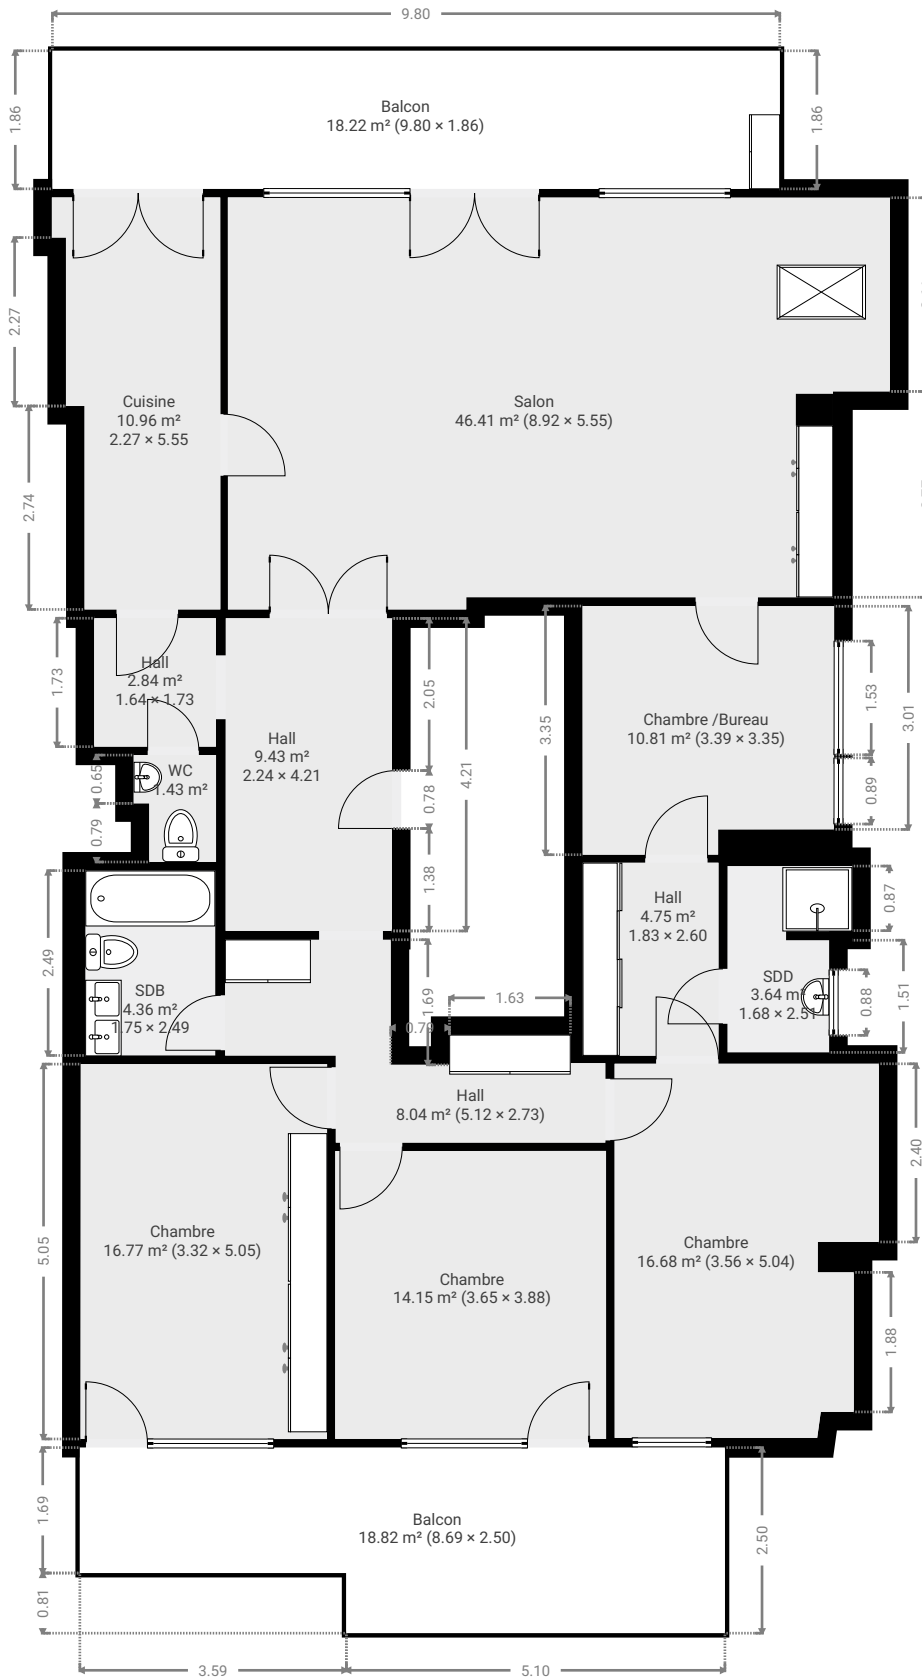 9.80
1.86
1.86
Balcon
18.22 m² (9.80 × 1.86)
2.27
Cuisine
10.96 m²
2.27 × 5.55
Salon
46.41 m² (8.92 × 5.55)
2.74
1.73
Hall
2.84 m²
1.64 × 1.73
Hall
9.43 m²
2.24 × 4.21
2.05
4.21
3.35
Chambre /Bureau
10.81 m² (3.39 × 3.35)
1.53
3.01
0.65
WC
1.43 m²
0.78
0.89
0.79
1.38
Hall
4.75 m²
1.83 × 2.60
0.87
2.49
SDB
4.36 m²
1.75 × 2.49
1.69
1.63
0.79
SDD
3.64 m²
1.68 × 2.51
0.88
1.51
Hall
8.04 m² (5.12 × 2.73)
2.40
5.05
Chambre
16.77 m² (3.32 × 5.05)
Chambre
14.15 m² (3.65 × 3.88)
Chambre
16.68 m² (3.56 × 5.04)
1.88
1.69
Balcon
18.82 m² (8.69 × 2.50)
2.50
0.81
3.59
5.10